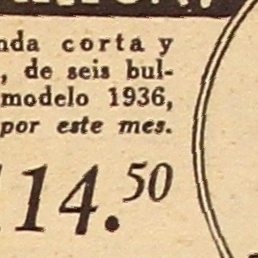 nda corta y
, de seis bul-
modelo 1936,
por este mes.
114.50